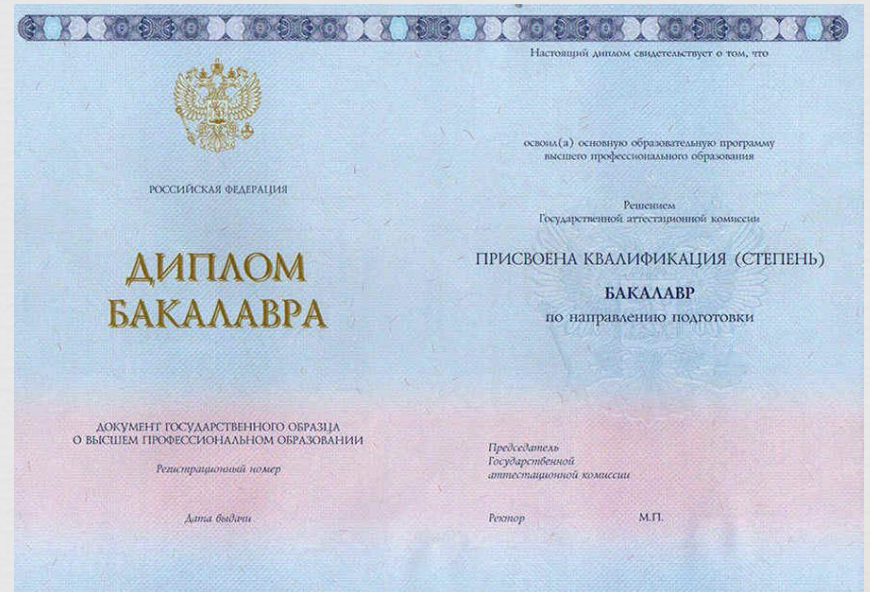 РОССИЙСКАЯ ФЕДЕРАЦИЯ
ДИПЛОМ
БАКАЛАВРА
ДОКУМЕНТ ГОСУДАРСТВЕННОГО ОБРАЗЦА
О ВЫСШЕМ ПРОФЕССИОНАЛЬНОМ ОБРАЗОВАНИИ
Регистрационный номер
Дата выдачи
Настоящий диплом свидетельствует о том, что
освоил(а) основную образовательную программу
высшего профессионального образования
Решением
Государственной аттестационной комиссии
ПРИСВОЕНА КВАЛИФИКАЦИЯ (СТЕПЕНЬ)
БАКАЛАВР
по направлению подготовки
Председатель
Государственной
аттестационной комиссии
Ректор М.П.